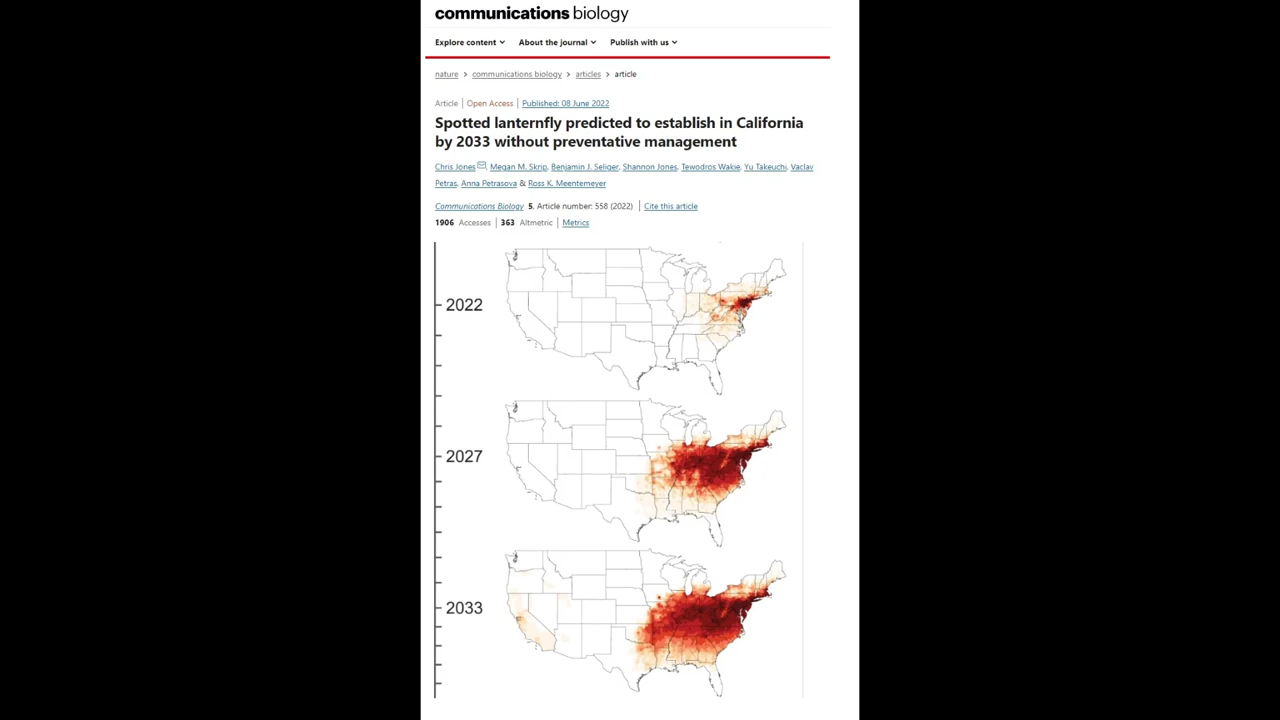 communications biology
Explore content About the journal Publish with us
nature > communications biology > articles > article
Article | Open Access | Published: 08 June 2022
Spotted lanternfly predicted to establish in California
by 2033 without preventative management
Chris Jones, Megan M. Skrip, Benjamin J. Seliger, Shannon Jones, Tewodros Wakie, Yu Takeuchi, Vaclav
Petras, Anna Petrasova & Ross K. Meentemeyer
Communications Biology 5, Article number: 558 (2022) | Cite this article
1906 Accesses | 363 Altmetric | Metrics
2022
2027
2033